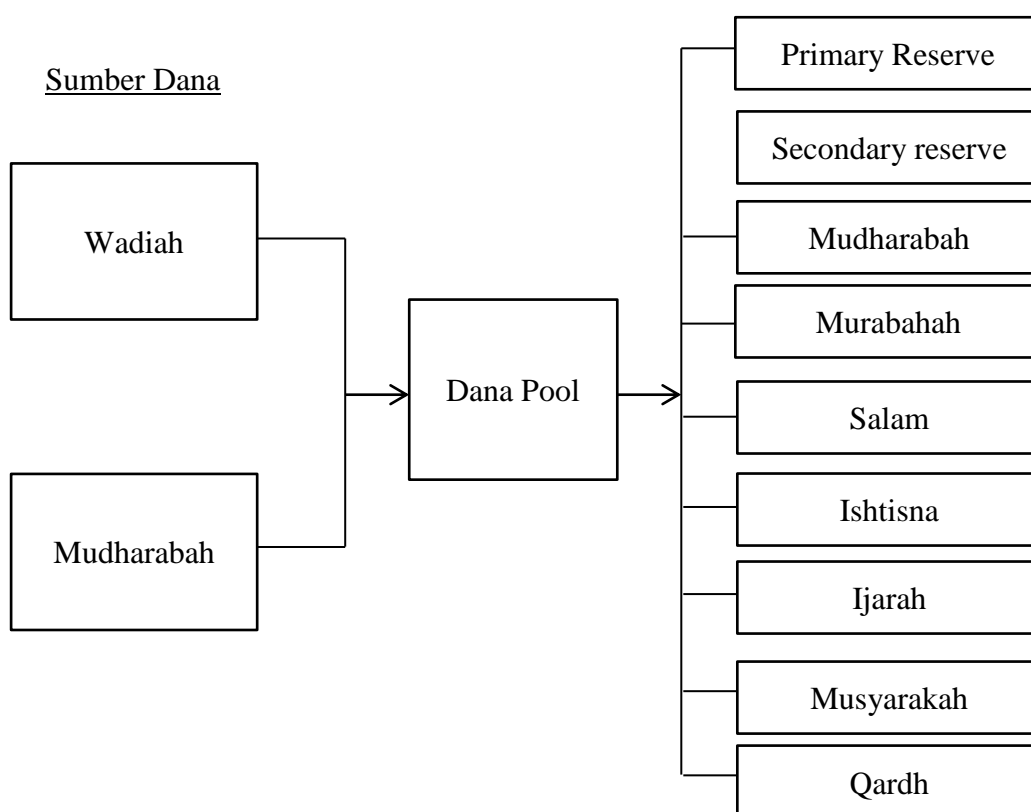 Sumber Dana
Wadiah
Mudharabah
Dana Pool
Primary Reserve
Secondary reserve
Mudharabah
Murabahah
Salam
Ishtisna
Ijarah
Musyarakah
Qardh